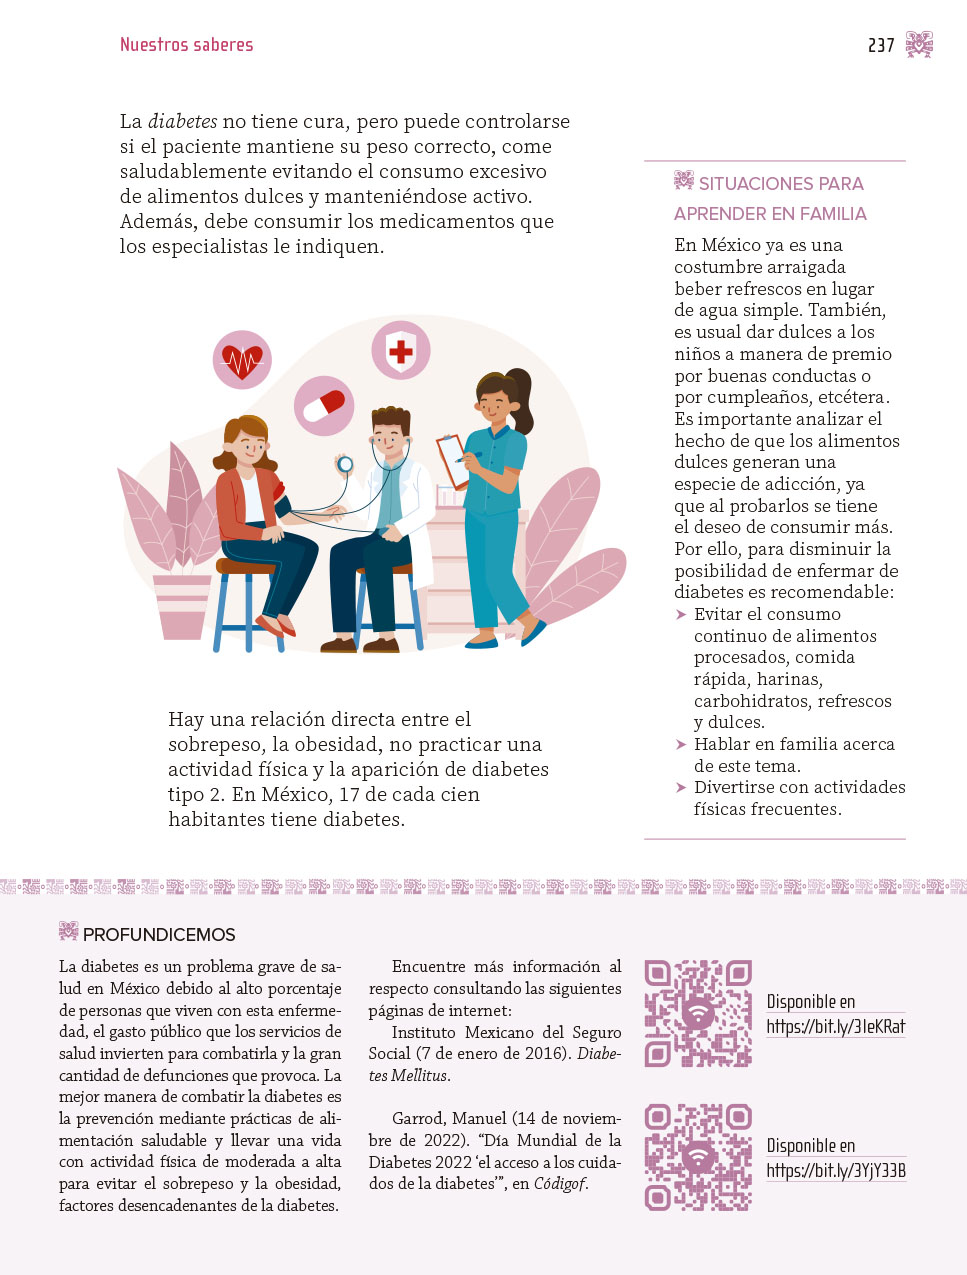 Nuestros saberes
237
La diabetes no tiene cura, pero puede controlarse
si el paciente mantiene su peso correcto, come
saludablemente evitando el consumo excesivo
de alimentos dulces y manteniéndose activo.
Además, debe consumir los medicamentos que
los especialistas le indiquen.
Hay una relación directa entre el
sobrepeso, la obesidad, no practicar una
actividad física y la aparición de diabetes
tipo 2. En México, 17 de cada cien
habitantes tiene diabetes.
SITUACIONES PARA
APRENDER EN FAMILIA
En México ya es una
costumbre arraigada
beber refrescos en lugar
de agua simple. También,
es usual dar dulces a los
niños a manera de premio
por buenas conductas o
por cumpleaños, etcétera.
Es importante analizar el
hecho de que los alimentos
dulces generan una
especie de adicción, ya
que al probarlos se tiene
el deseo de consumir más.
Por ello, para disminuir la
posibilidad de enfermar de
diabetes es recomendable:
➤ Evitar el consumo
continuo de alimentos
procesados, comida
rápida, harinas,
carbohidratos, refrescos
y dulces.
➤ Hablar en familia acerca
de este tema.
➤ Divertirse con actividades
físicas frecuentes.
PROFUNDICEMOS
La diabetes es un problema grave de sa-
lud en México debido al alto porcentaje
de personas que viven con esta enferme-
dad, el gasto público que los servicios de
salud invierten para combatirla y la gran
cantidad de defunciones que provoca. La
mejor manera de combatir la diabetes es
la prevención mediante prácticas de ali-
mentación saludable y llevar una vida
con actividad física de moderada a alta
para evitar el sobrepeso y la obesidad,
factores desencadenantes de la diabetes.
Encuentre más información al
respecto consultando las siguientes
páginas de internet:
Instituto Mexicano del Seguro
Social (7 de enero de 2016). Diabe-
tes Mellitus.
Garrod, Manuel (14 de noviem-
bre de 2022). “Día Mundial de la
Diabetes 2022 ‘el acceso a los cuida-
dos de la diabetes’”, en Códigof.
Disponible en
https://bit.ly/3IeKRat
Disponible en
https://bit.ly/3YjY33B